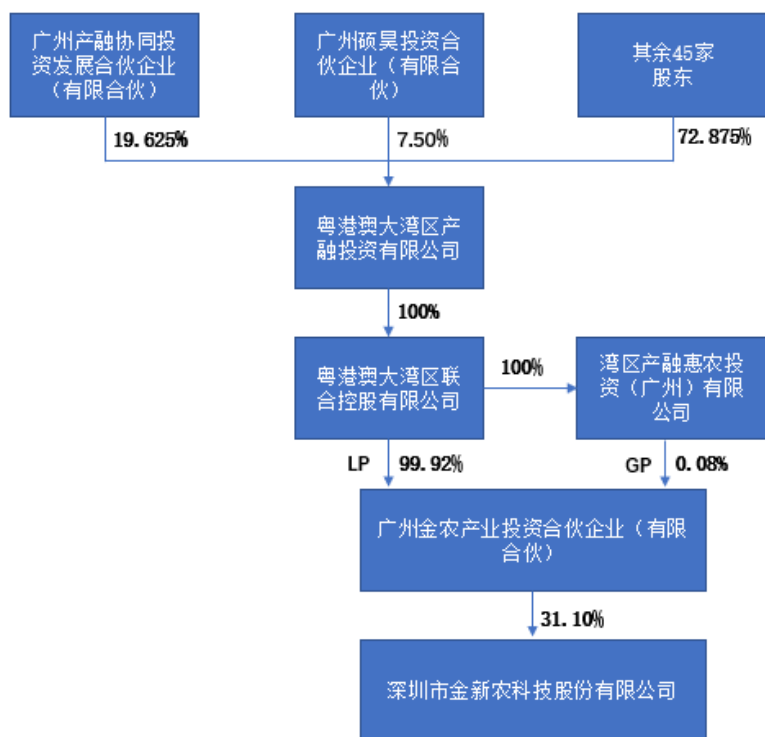 广州产融协同投
资发展合伙企业
（有限合伙）
广州硕昊投资合
伙企业（有限合
伙）
其余45家
股东
19.625%
7.50%
72.875%
粤港澳大湾区产
融投资有限公司
100%
粤港澳大湾区联
合控股有限公司
100%
湾区产融惠农投
资（广州）有限
公司
LP
99.92%
GP
0.08%
广州金农产业投资合伙企业（有限
合伙）
31.10%
深圳市金新农科技股份有限公司